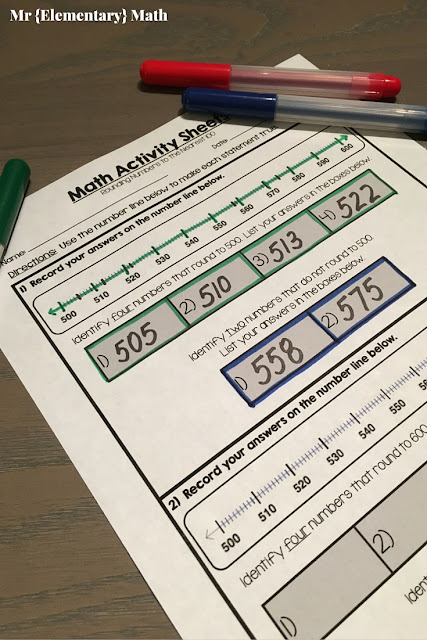 Mr {Elementary} Math
Math Activity Sheet
Rounding Numbers to the Nearest 100
Name: Date:
Directions: Use the number line below to make each statement true.
1) Record your answers on the number line below.
500 510 520 530 540 550 560 570 580 590 600
Identify four numbers that round to 500. List your answers in the boxes below.
1) 505 2) 510 3) 513 4) 522
Identify two numbers that do not round to 500.
List your answers in the boxes below.
1) 558 2) 575
2) Record your answers on the number line below.
500 510 520 530 540 550
Identify four numbers that round to 600.
1) 2)